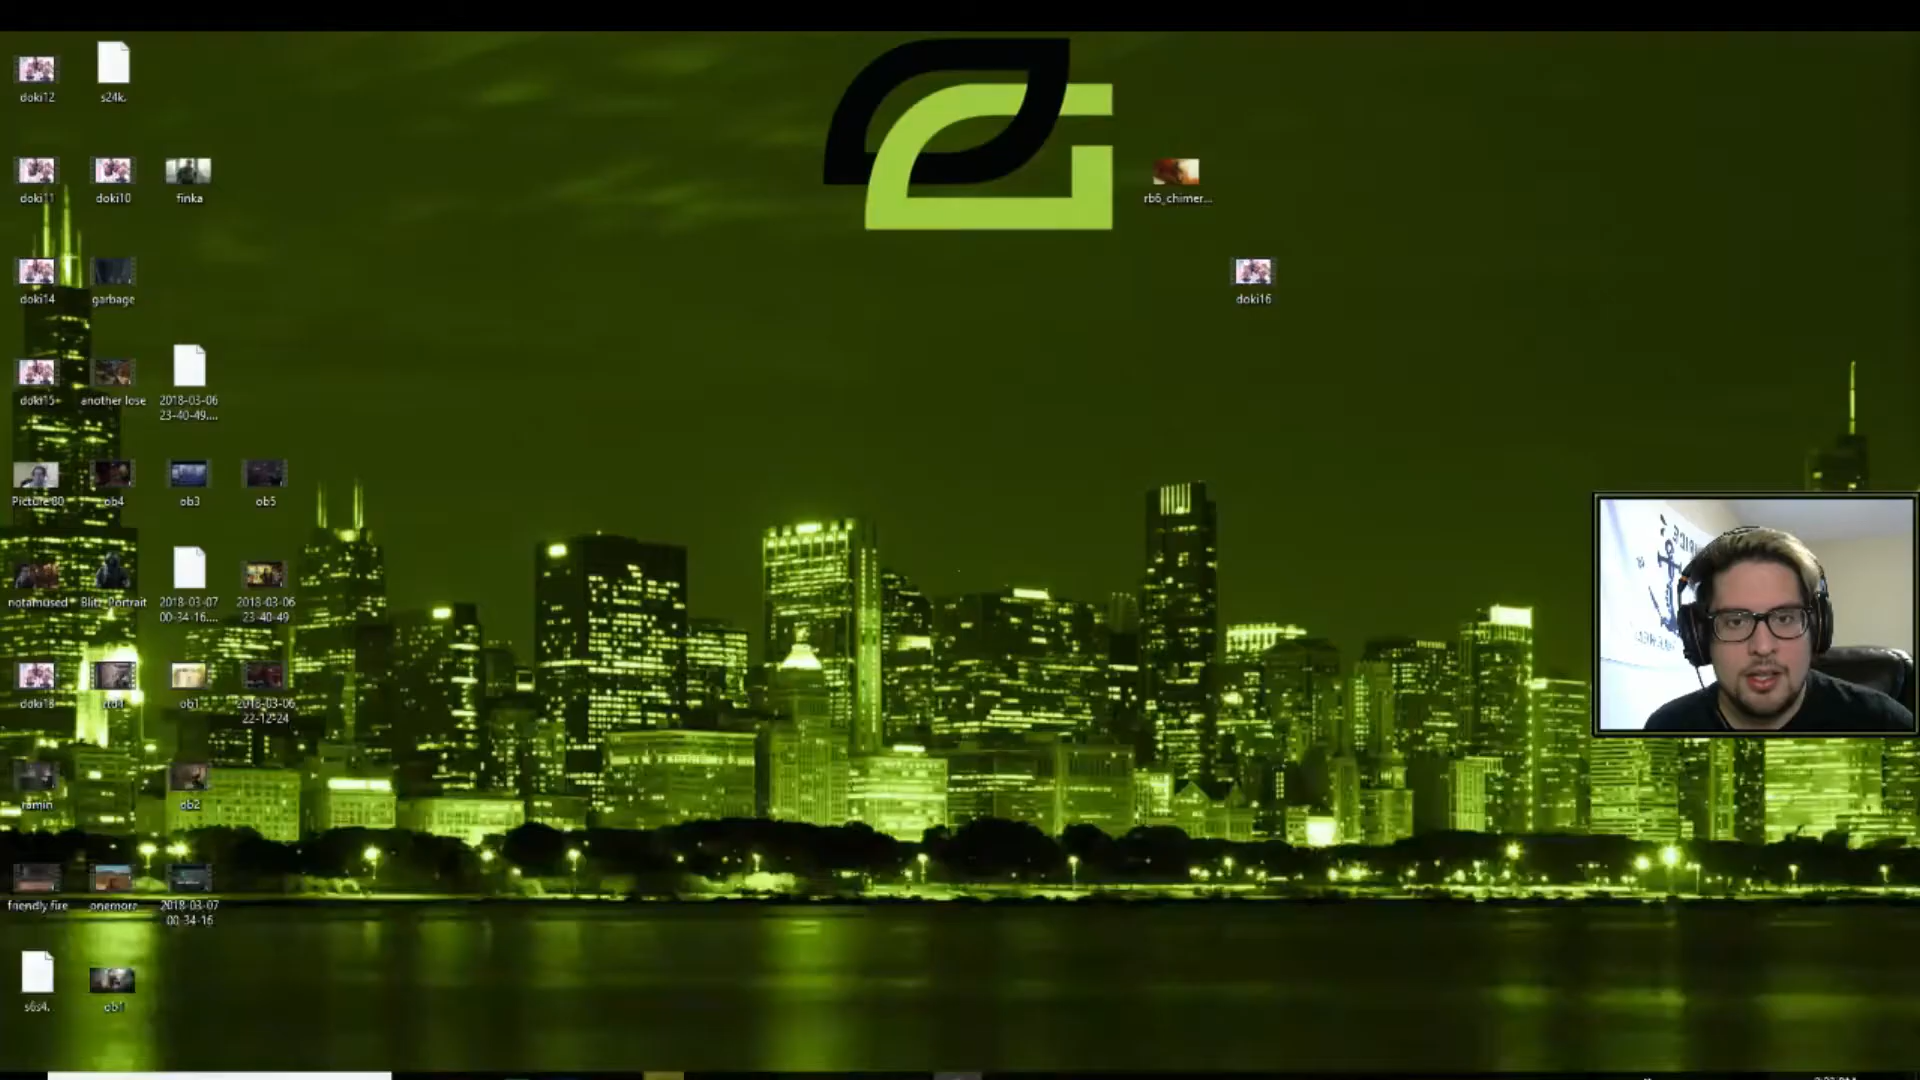 doki12
s24k.
doki11
doki10
finka
rb6_chimer...
doki14
garbage
doki16
doki15
another lose
2018-03-06
23-40-49....
Picture 80
ob4
ob3
ob5
notamused
Blitz_Portrait
2018-03-07
00-34-16....
2018-03-06
23-40-49
ob1
2018-03-06
22-12-24
ramin
ob2
friendly fire
onemore
2018-03-07
00-34-16
s6s4.